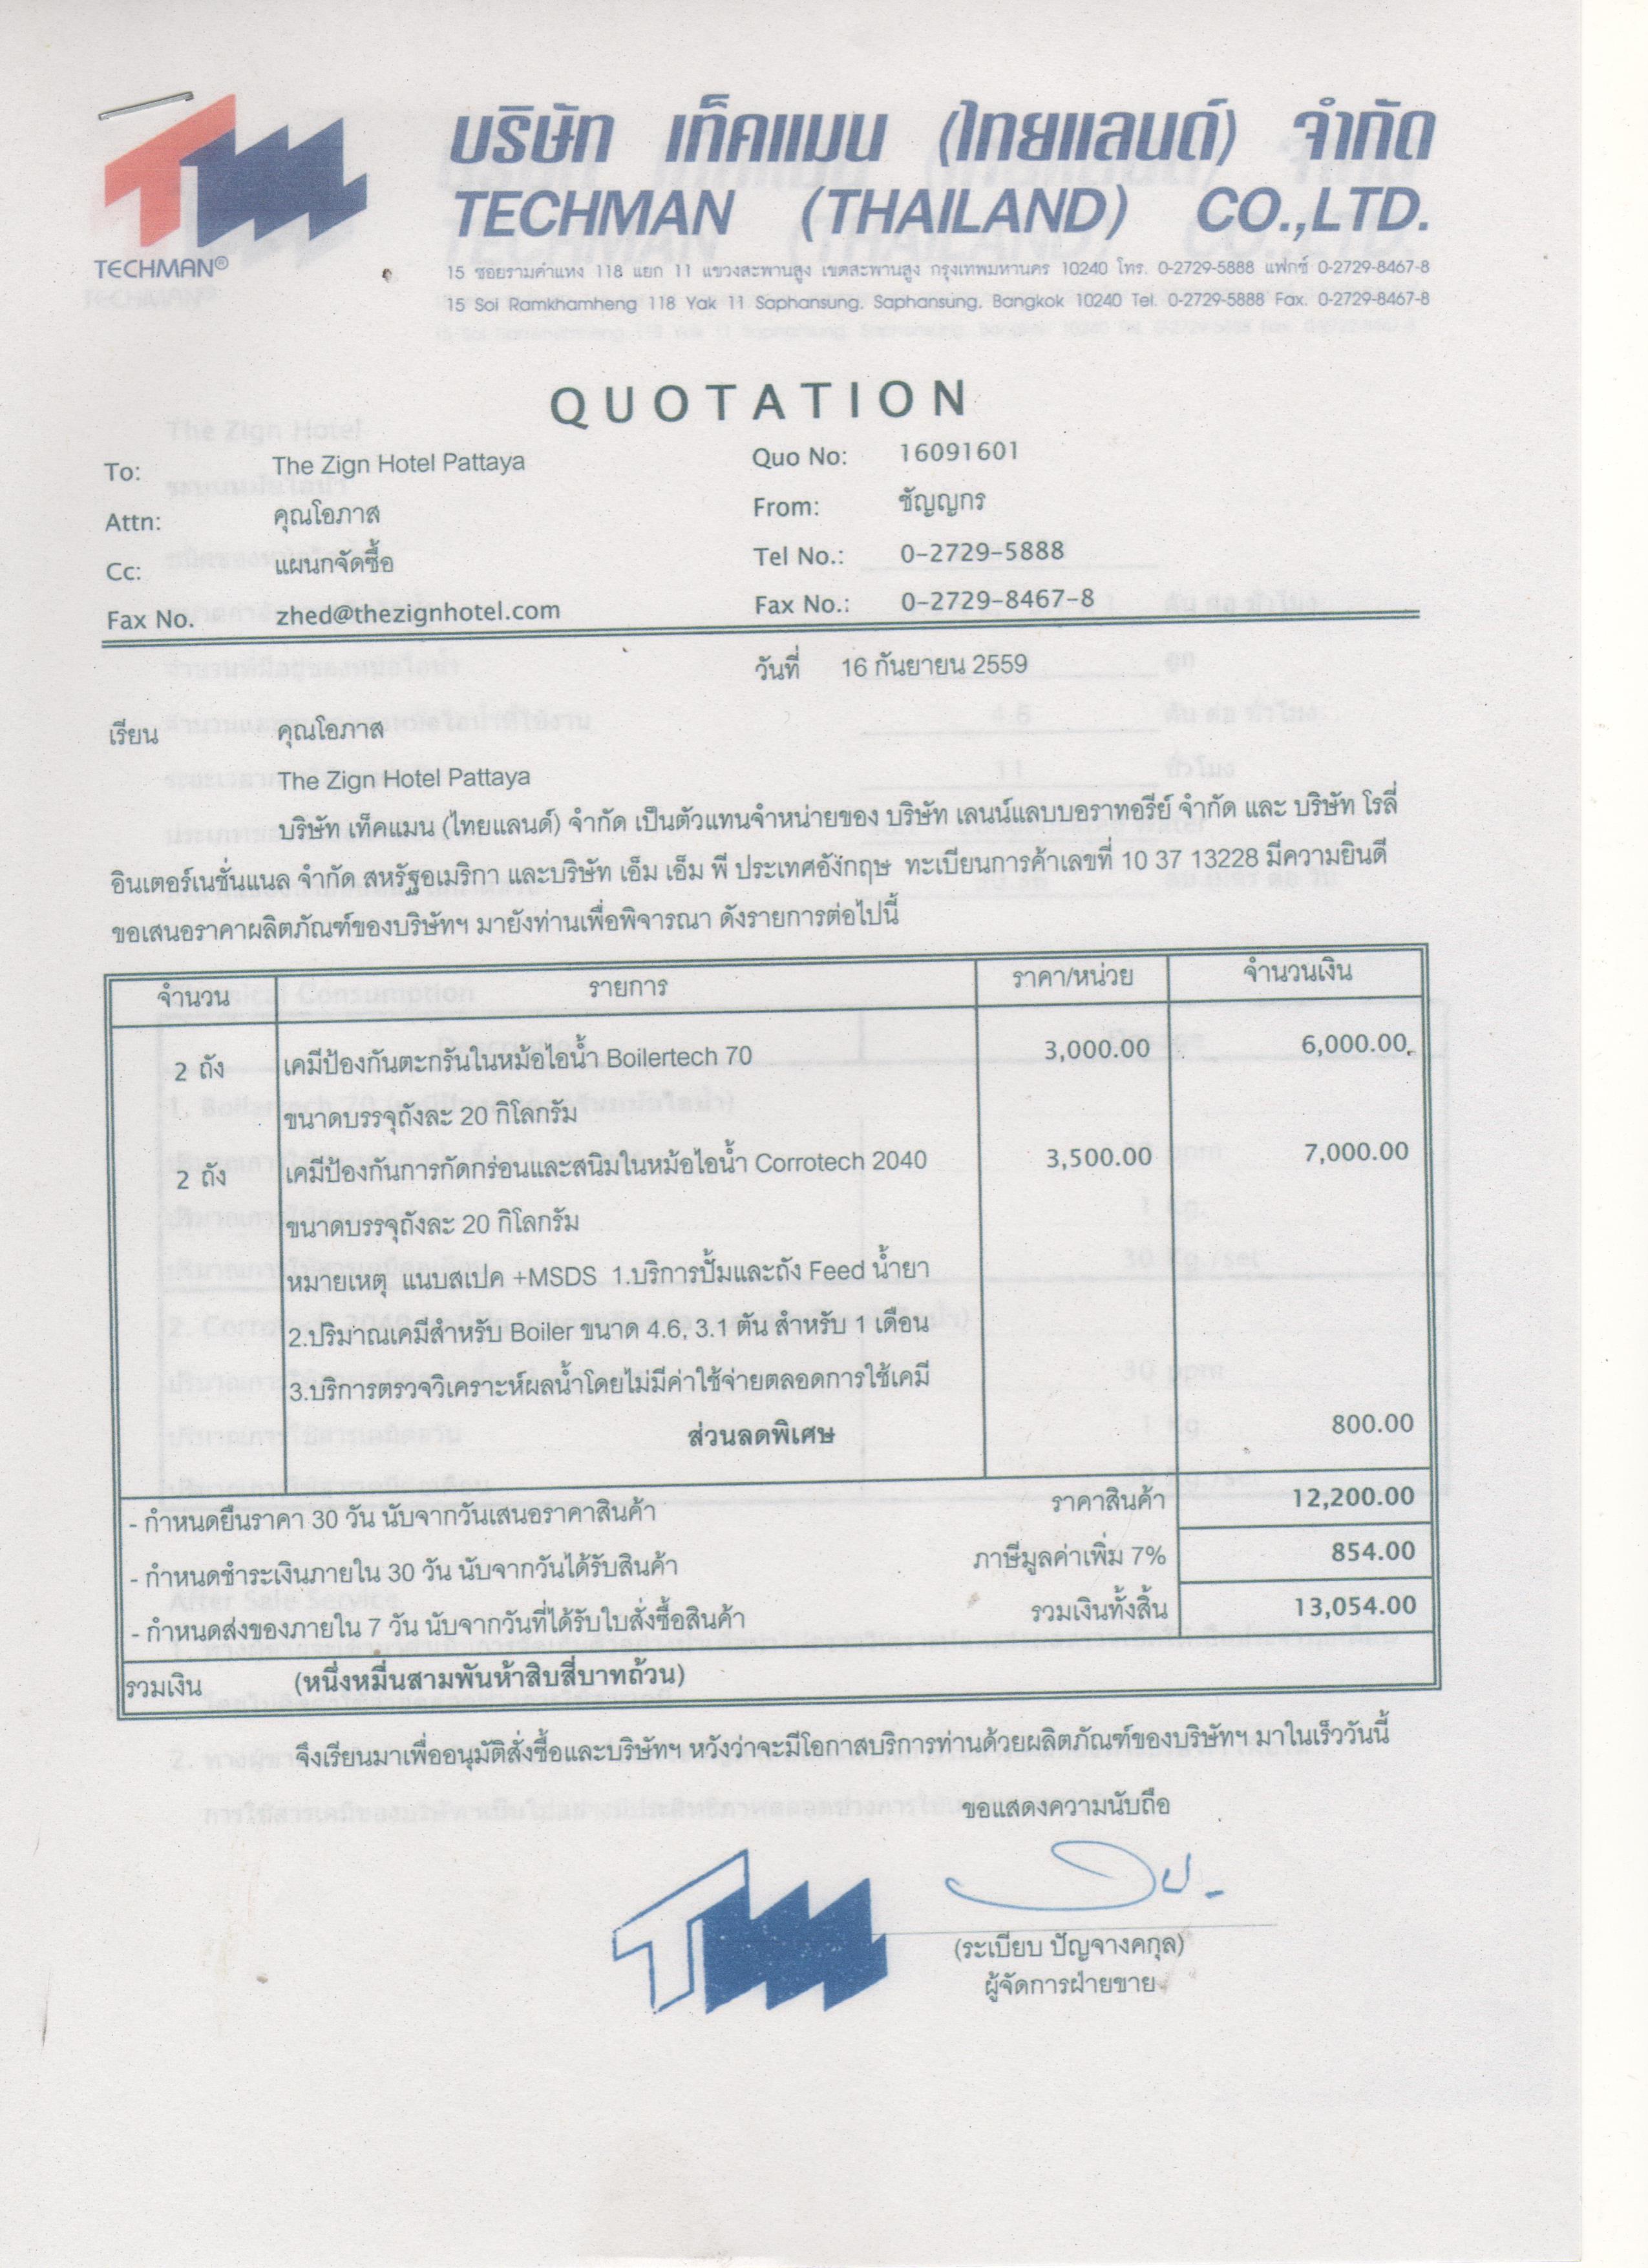 บริษัท เท็คแมน (ไทยแลนด์) จำกัด
TECHMAN (THAILAND) CO.,LTD.
TECHMAN®
15 ซอยรามคำแหง 118 แยก 11 แขวงสะพานสูง เขตสะพานสูง กรุงเทพมหานคร 10240 โทร. 0-2729-5888 แฟกซ์ 0-2729-8467-8
15 Soi Ramkhamheng 118 Yak 11 Saphansung, Saphansung, Bangkok 10240 Tel. 0-2729-5888 Fax. 0-2729-8467-8
QUOTATION
To: The Zign Hotel Pattaya Quo No: 16091601
Attn: คุณโอภาส From: ชัญญกร
Cc: แผนกจัดซื้อ Tel No.: 0-2729-5888
Fax No. zhed@thezignhotel.com Fax No.: 0-2729-8467-8
วันที่ 16 กันยายน 2559
เรียน คุณโอภาส
The Zign Hotel Pattaya
บริษัท เท็คแมน (ไทยแลนด์) จำกัด เป็นตัวแทนจำหน่ายของ บริษัท เลนน์แลบบอราทอรีย์ จำกัด และ บริษัท โรลี่
อินเตอร์เนชั่นแนล จำกัด สหรัฐอเมริกา และบริษัท เอ็ม เอ็ม พี ประเทศอังกฤษ ทะเบียนการค้าเลขที่ 10 37 13228 มีความยินดี
ขอเสนอราคาผลิตภัณฑ์ของบริษัทฯ มายังท่านเพื่อพิจารณา ดังรายการต่อไปนี้
จำนวน รายการ ราคา/หน่วย จำนวนเงิน
2 ถัง เคมีป้องกันตะกรันในหม้อไอน้ำ Boilertech 70 3,000.00 6,000.00
ขนาดบรรจุถังละ 20 กิโลกรัม
2 ถัง เคมีป้องกันการกัดกร่อนและสนิมในหม้อไอน้ำ Corrotech 2040 3,500.00 7,000.00
ขนาดบรรจุถังละ 20 กิโลกรัม
หมายเหตุ แนบสเปค +MSDS 1.บริการปั้มและถัง Feed น้ำยา
2.ปริมาณเคมีสำหรับ Boiler ขนาด 4.6, 3.1 ตัน สำหรับ 1 เดือน
3.บริการตรวจวิเคราะห์ผลน้ำโดยไม่มีค่าใช้จ่ายตลอดการใช้เคมี
ส่วนลดพิเศษ 800.00
- กำหนดยืนราคา 30 วัน นับจากวันเสนอราคาสินค้า ราคาสินค้า 12,200.00
- กำหนดชำระเงินภายใน 30 วัน นับจากวันได้รับสินค้า ภาษีมูลค่าเพิ่ม 7% 854.00
- กำหนดส่งของภายใน 7 วัน นับจากวันที่ได้รับใบสั่งซื้อสินค้า รวมเงินทั้งสิ้น 13,054.00
รวมเงิน (หนึ่งหมื่นสามพันห้าสิบสี่บาทถ้วน)
จึงเรียนมาเพื่ออนุมัติสั่งซื้อและบริษัทฯ หวังว่าจะมีโอกาสบริการท่านด้วยผลิตภัณฑ์ของบริษัทฯ มาในเร็ววันนี้
ขอแสดงความนับถือ
(ระเบียบ ปัญจางคกุล)
ผู้จัดการฝ่ายขาย